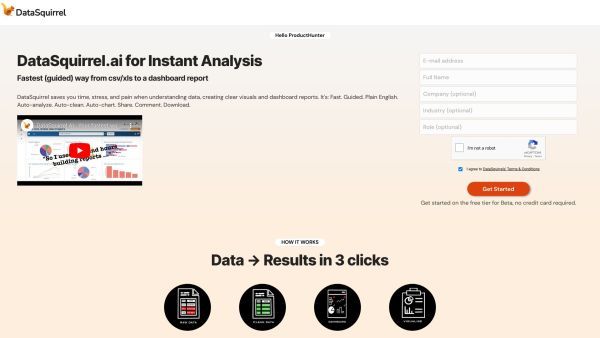 DataSquirrel
Hello ProductHunter
DataSquirrel.ai for Instant Analysis
Fastest (guided) way from csv/xls to a dashboard report
DataSquirrel saves you time, stress, and pain when understanding data, creating clear visuals and dashboard reports. It's: Fast. Guided. Plain English.
Auto-analyze. Auto-clean. Auto-chart. Share. Comment. Download.
"So I used
building reports
E-mail address
Full Name
Company (optional)
Industry (optional)
Role (optional)
I'm not a robot
reCAPTCHA
Privacy - Terms
I agree to DataSquirrels' Terms & Conditions
Get Started
Get started on the free tier for Beta, no credit card required.
HOW IT WORKS
Data → Results in 3 clicks
RAW DATA
CLEAN DATA
DASHBOARD
VISUALISE